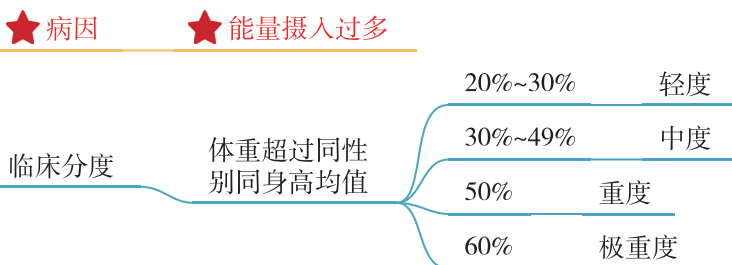 病因 能量摄入过多
20%~30% 轻度
30%~49% 中度
临床分度
体重超过同性
别同身高均值
50% 重度
60% 极重度